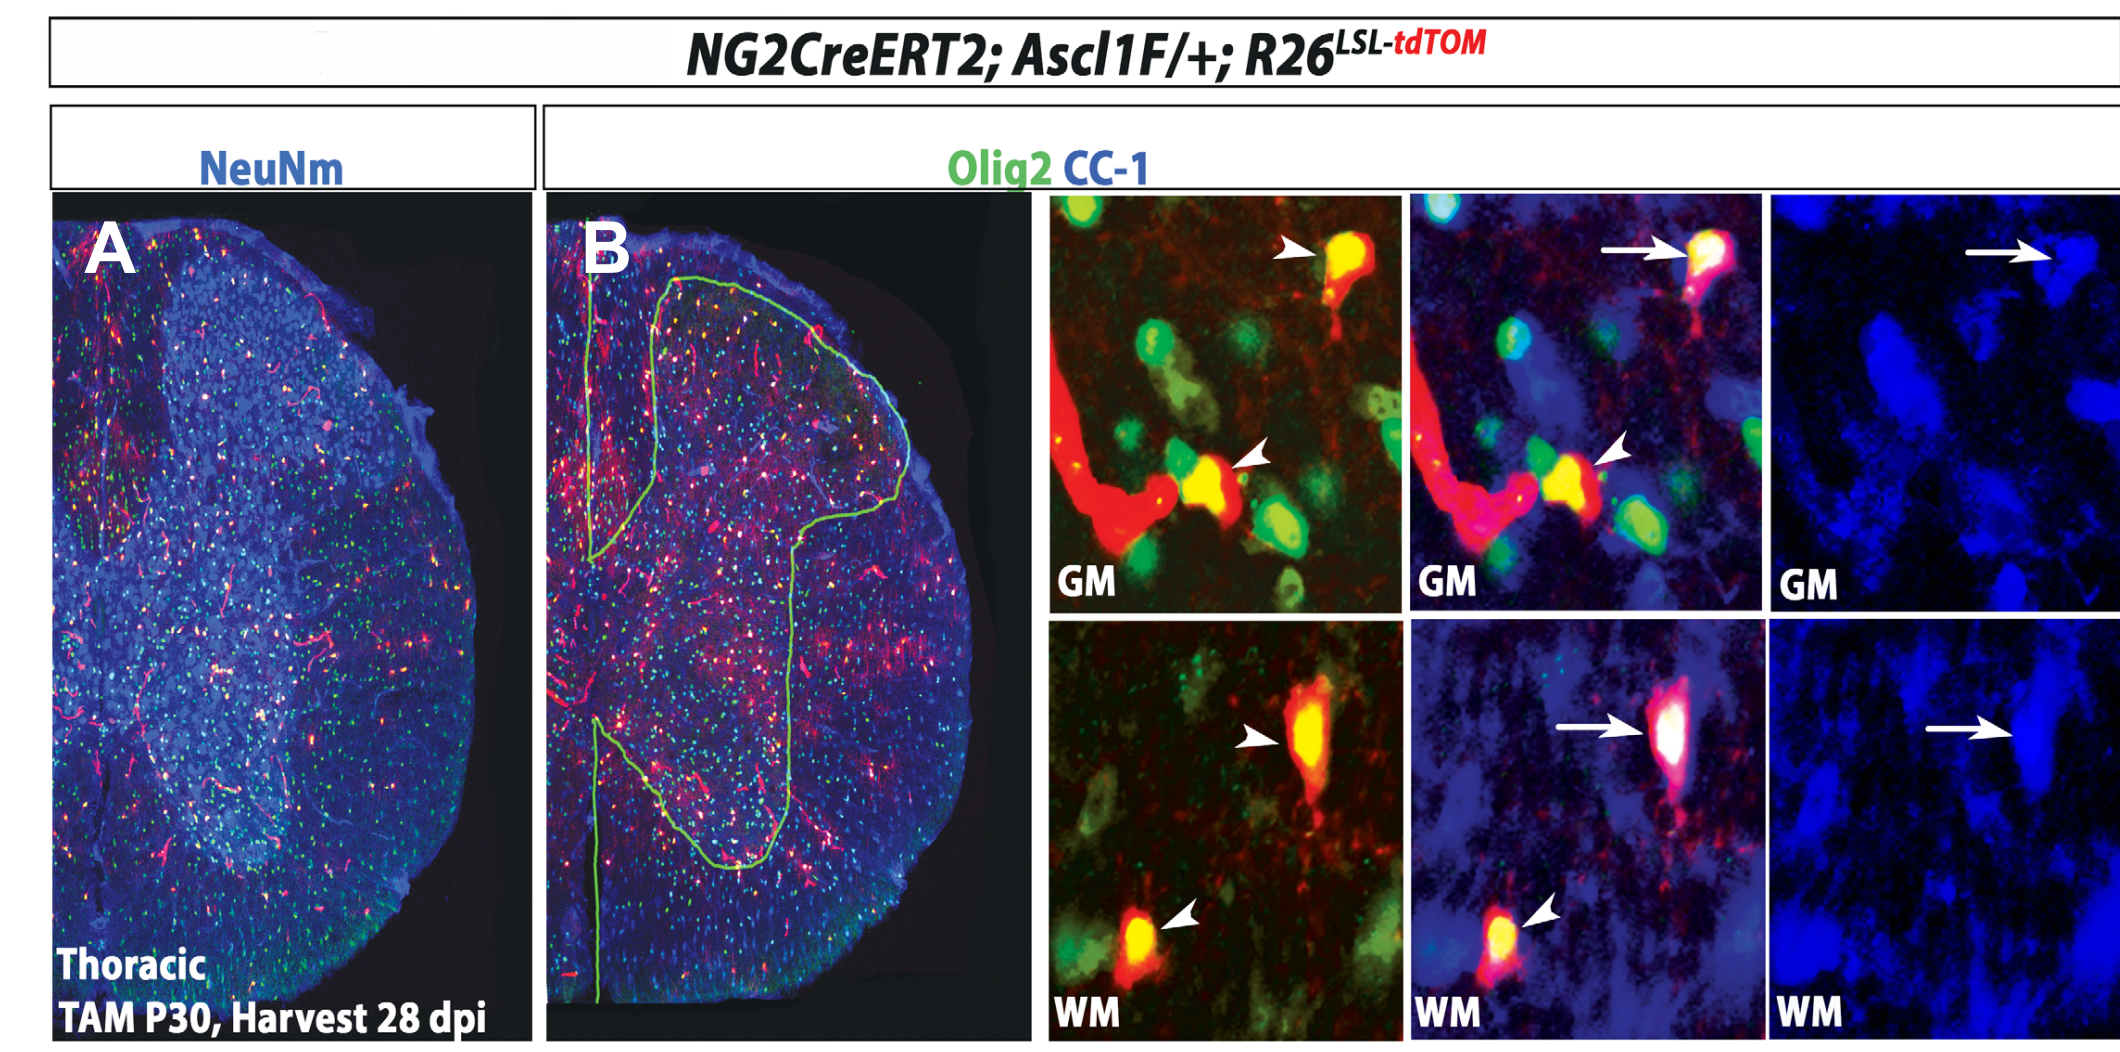 NG2CreERT2; Ascl1F/+; R26LSL-tdTOM
NeuNm
Olig2 CC-1
A
B
GM
GM
GM
Thoracic
TAM P30, Harvest 28 dpi
WM
WM
WM